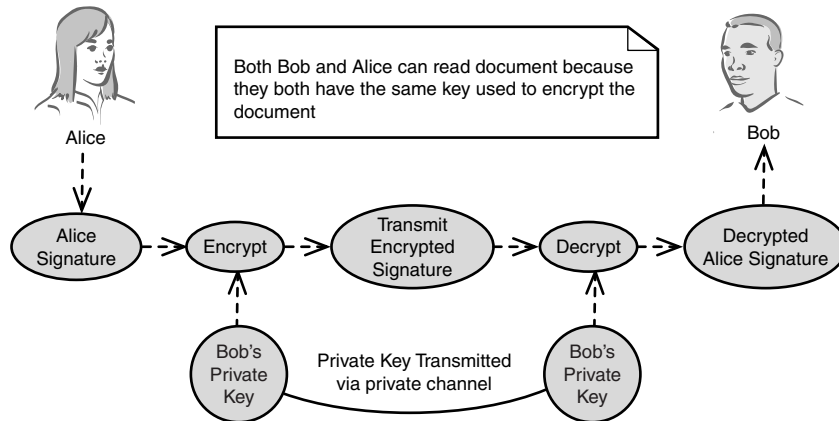 Both Bob and Alice can read document because
they both have the same key used to encrypt the
document
Alice
Bob
Alice
Signature
Encrypt
Transmit
Encrypted
Signature
Decrypt
Decrypted
Alice Signature
Bob's
Private
Key
Private Key Transmitted
via private channel
Bob's
Private
Key